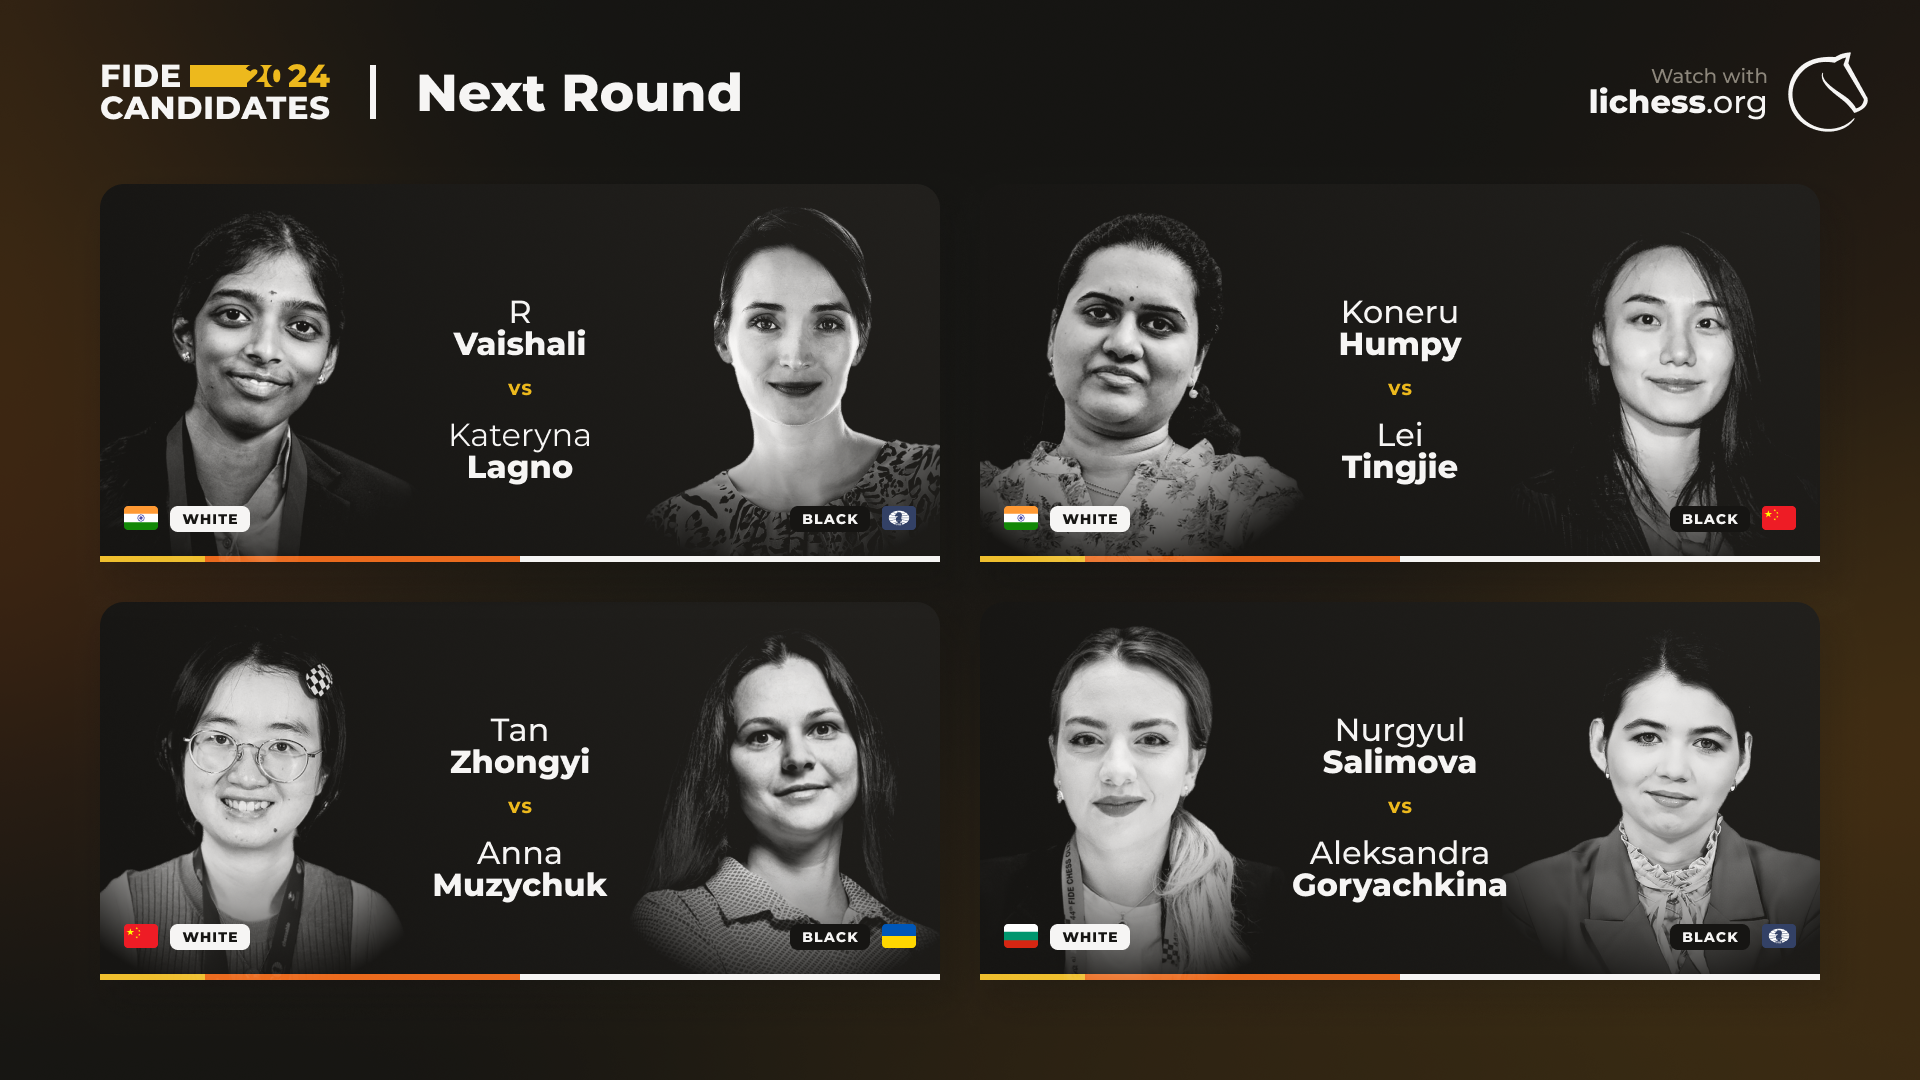 FIDE 2024
CANDIDATES
Next Round
Watch with
lichess.org
R
Vaishali
vs
Kateryna
Lagno
WHITE
BLACK
Koneru
Humpy
vs
Lei
Tingjie
WHITE
BLACK
Tan
Zhongyi
vs
Anna
Muzychuk
WHITE
BLACK
Nurgyul
Salimova
vs
Aleksandra
Goryachkina
WHITE
BLACK